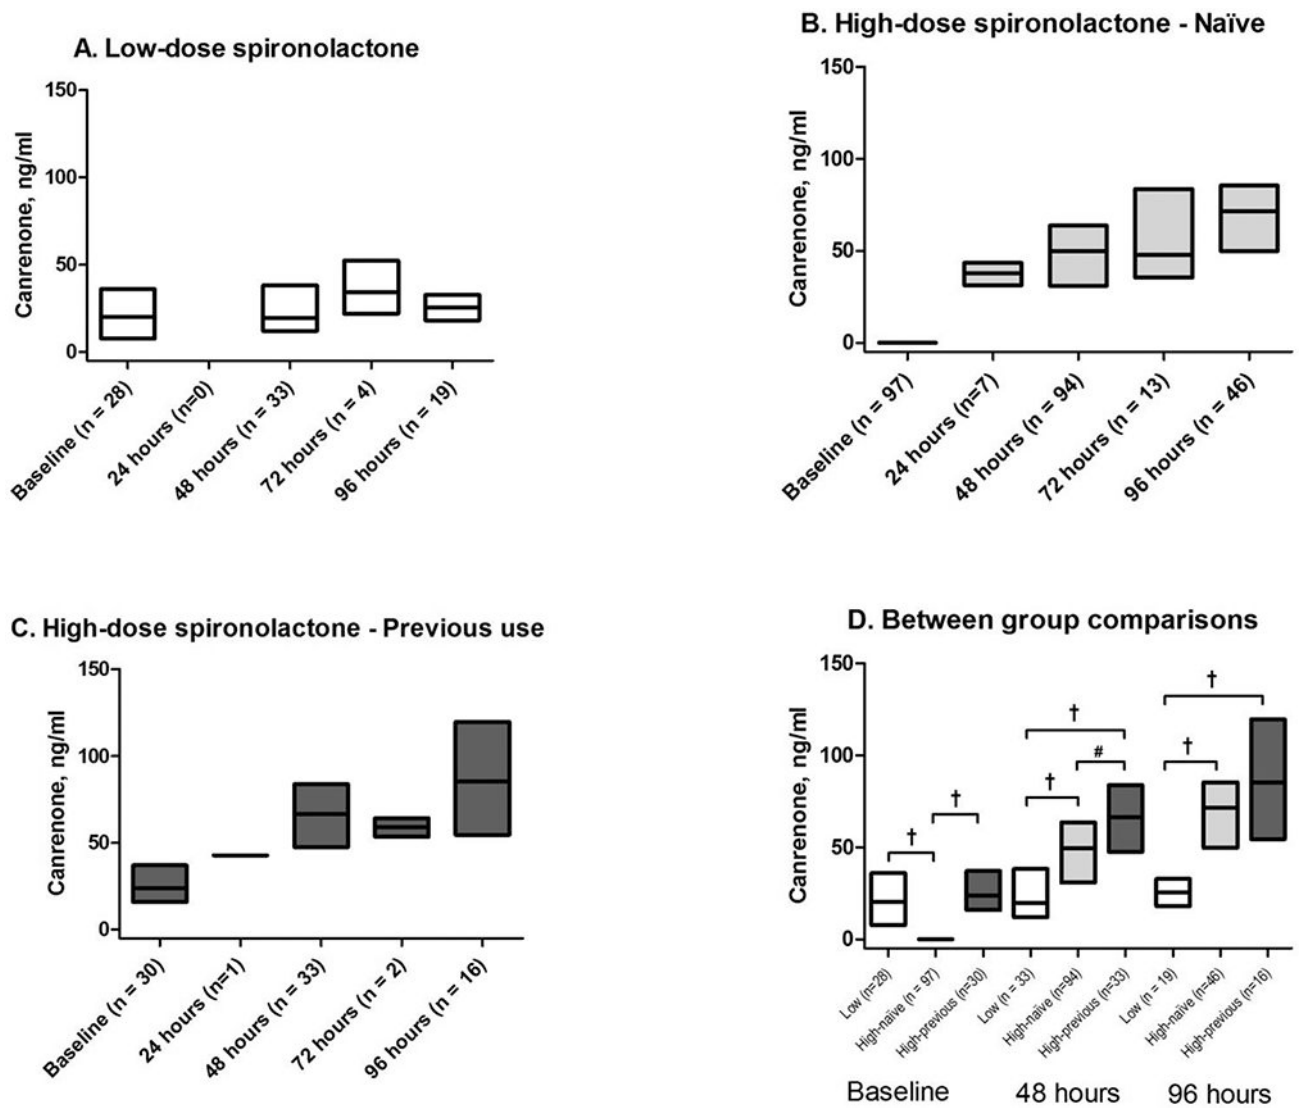 A. Low-dose spironolactone
Canrenone, ng/ml
150
100
50
0
Baseline (n = 28)
24 hours (n=0)
48 hours (n = 33)
72 hours (n = 4)
96 hours (n = 19)
B. High-dose spironolactone - Naïve
Canrenone, ng/ml
150
100
50
0
Baseline (n = 97)
24 hours (n=7)
48 hours (n = 94)
72 hours (n = 13)
96 hours (n = 46)
C. High-dose spironolactone - Previous use
Canrenone, ng/ml
150
100
50
0
Baseline (n = 30)
24 hours (n=1)
48 hours (n = 33)
72 hours (n = 2)
96 hours (n = 16)
D. Between group comparisons
Canrenone, ng/ml
150
100
50
0
†
†
†
†
#
†
†
Low (n=28)
High-naïve (n = 97)
High-previous (n=30)
Low (n = 33)
High-naïve (n=94)
High-previous (n=33)
Low (n = 19)
High-naïve (n=46)
High-previous (n=16)
Baseline
48 hours
96 hours